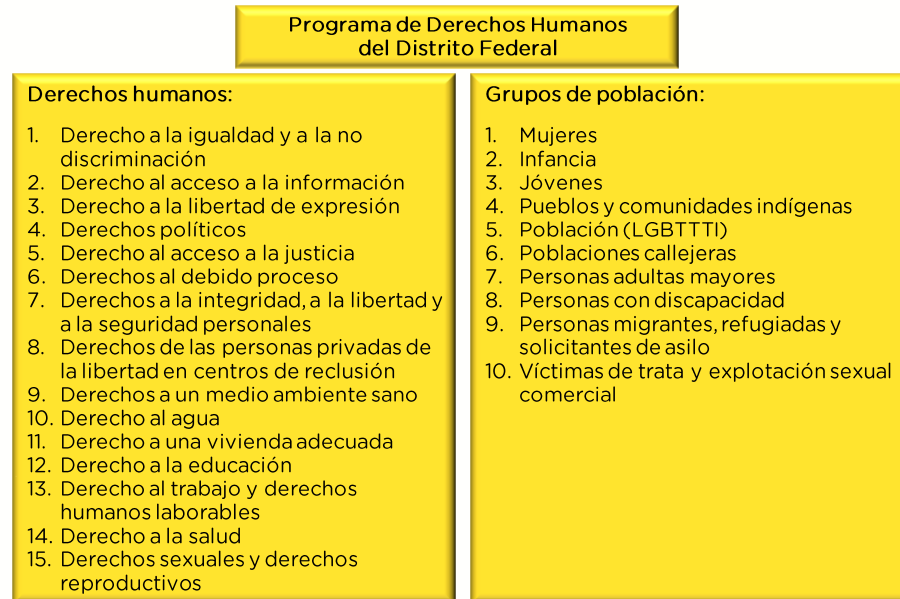 Programa de Derechos Humanos
del Distrito Federal
Derechos humanos:
1. Derecho a la igualdad y a la no
discriminación
2. Derecho al acceso a la información
3. Derecho a la libertad de expresión
4. Derechos políticos
5. Derecho al acceso a la justicia
6. Derechos al debido proceso
7. Derechos a la integridad, a la libertad y
a la seguridad personales
8. Derechos de las personas privadas de
la libertad en centros de reclusión
9. Derechos a un medio ambiente sano
10. Derecho al agua
11. Derecho a una vivienda adecuada
12. Derecho a la educación
13. Derecho al trabajo y derechos
humanos laborables
14. Derecho a la salud
15. Derechos sexuales y derechos
reproductivos
Grupos de población:
1. Mujeres
2. Infancia
3. Jóvenes
4. Pueblos y comunidades indígenas
5. Población (LGBTTTI)
6. Poblaciones callejeras
7. Personas adultas mayores
8. Personas con discapacidad
9. Personas migrantes, refugiadas y
solicitantes de asilo
10. Víctimas de trata y explotación sexual
comercial